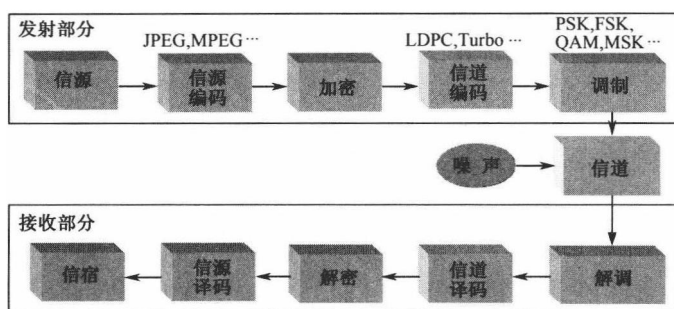 发射部分
JPEG,MPEG…
LDPC,Turbo …
PSK,FSK,
QAM,MSK…
信源
信源
编码
加密
信道
编码
调制
噪 声
信道
接收部分
信宿
信源
译码
解密
信道
译码
解调